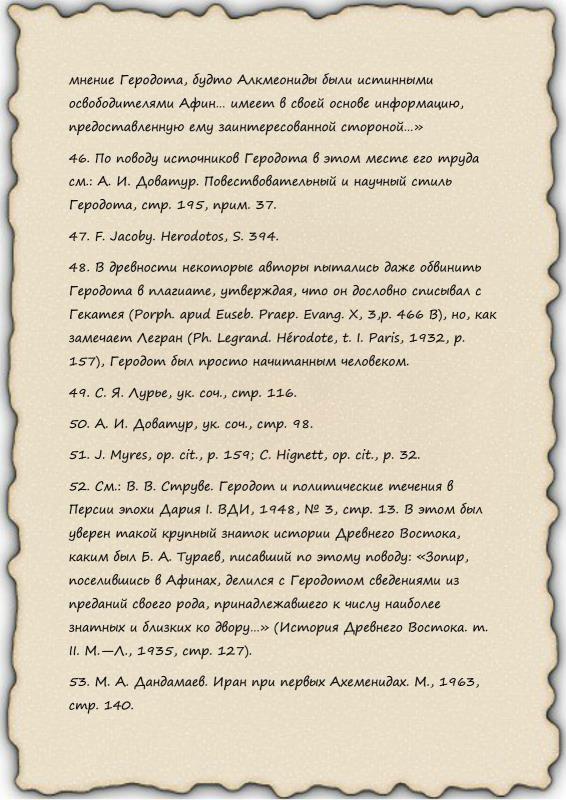 мнение Геродота, будто Алкмеониды были истинными
освободителями Афин... имеет в своей основе информацию,
предоставленную ему заинтересованной стороной...»
46. По поводу источников Геродота в этом месте его труда
см.: А. И. Доватур. Повествовательный и научный стиль
Геродота, стр. 195, прим. 37.
47. F. Jacoby. Herodotos, S. 394.
48. В древности некоторые авторы пытались даже обвинить
Геродота в плагиате, утверждая, что он дословно списывал с
Гекатея (Porph. apud Euseb. Praep. Evang. X, 3,p. 466 B), но, как
замечает Легран (Ph. Legrand. Hérodote, t. I. Paris, 1932, p.
157), Геродот был просто начитанным человеком.
49. С. Я. Лурье, ук. соч., стр. 116.
50. А. И. Доватур, ук. соч., стр. 98.
51. J. Myres, op. cit., p. 159; C. Hignett, op. cit., p. 32.
52. См.: В. В. Струве. Геродот и политические течения в
Персии эпохи Дария I. ВДИ, 1948, № 3, стр. 13. В этом был
уверен такой крупный знаток истории Древнего Востока,
каким был Б. А. Тураев, писавший по этому поводу: «Зопир,
поселившись в Афинах, делился с Геродотом сведениями из
преданий своего рода, принадлежавшего к числу наиболее
знатных и близких ко двору...» (История Древнего Востока. т.
II. М.—Л., 1935, стр. 127).
53. М. А. Дандамаев. Иран при первых Ахеменидах. М., 1963,
стр. 140.